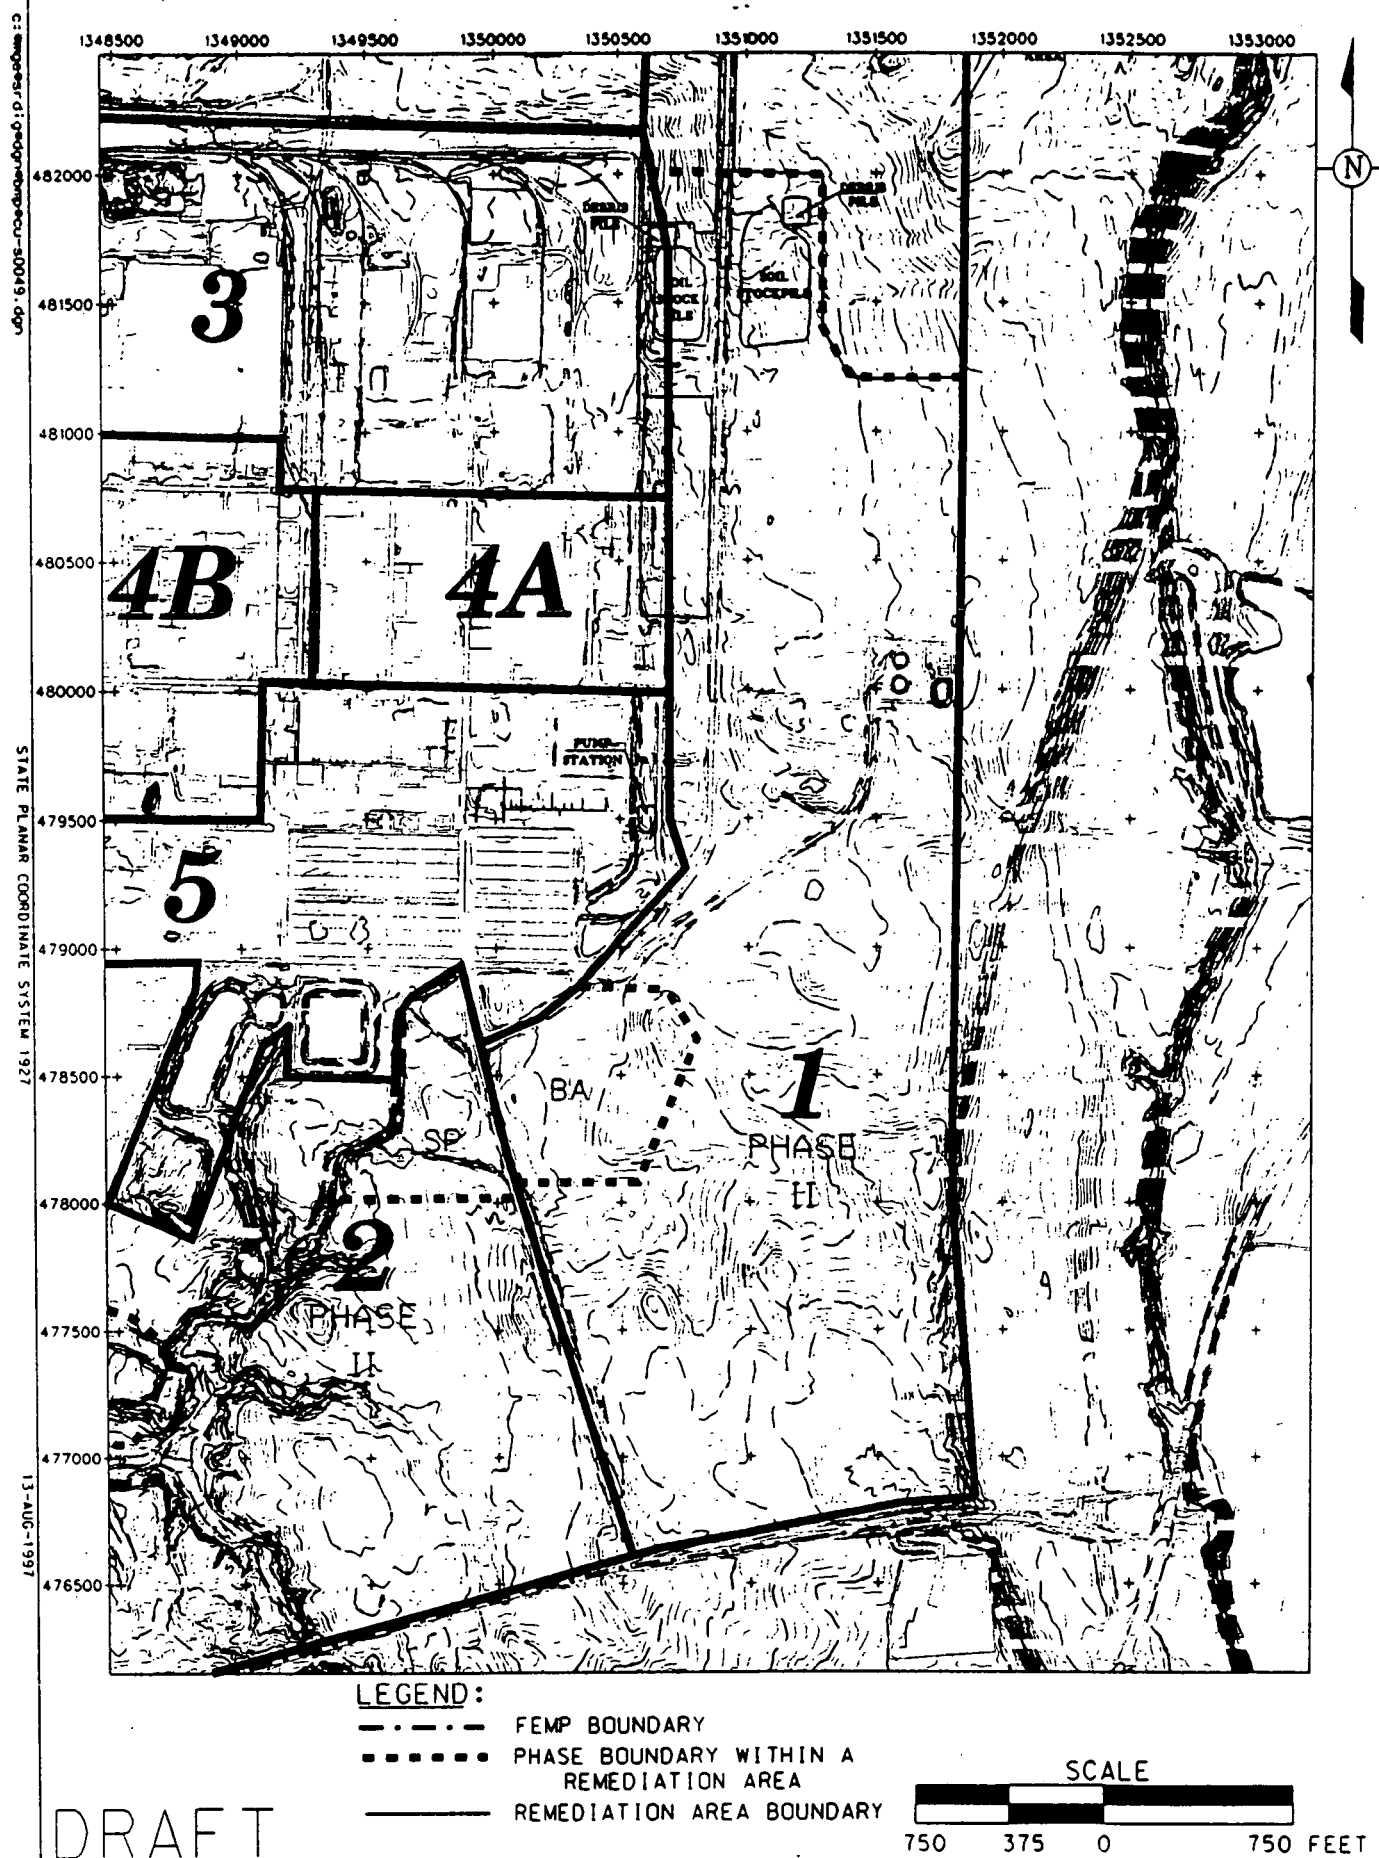 1348500 1349000 1349500 1350000 1350500 1351000 1351500 1352000 1352500 1353000
AREA
N
482000
DEBRIS
PILE
DEBRIS
PILE
3
481500
SOIL
STOCKPILE
481000
4B
4A
480500
480000
PUMP
STATION
479500
5
479000
1
PHASE
II
BA
478500
SP
478000
2
PHASE
II
477500
477000
476500
STATE PLANAR COORDINATE SYSTEM 1927
13-AUG-1997
LEGEND:
FEMP BOUNDARY
PHASE BOUNDARY WITHIN A
REMEDIATION AREA
REMEDIATION AREA BOUNDARY
SCALE
750 375 0 750 FEET
DRAFT